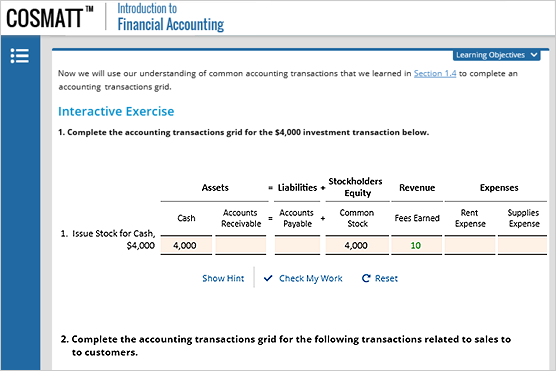 COSMATT™
Introduction to
Financial Accounting
Learning Objectives
Now we will use our understanding of common accounting transactions that we learned in Section 1.4 to complete an
accounting transactions grid.
Interactive Exercise
1. Complete the accounting transactions grid for the $4,000 investment transaction below.
Assets = Liabilities + Stockholders Equity Revenue Expenses
Cash Accounts Receivable = Accounts Payable + Common Stock Fees Earned Rent Expense Supplies Expense
1. Issue Stock for Cash,
$4,000 4,000 4,000 10
Show Hint Check My Work Reset
2. Complete the accounting transactions grid for the following transactions related to sales to
to customers.